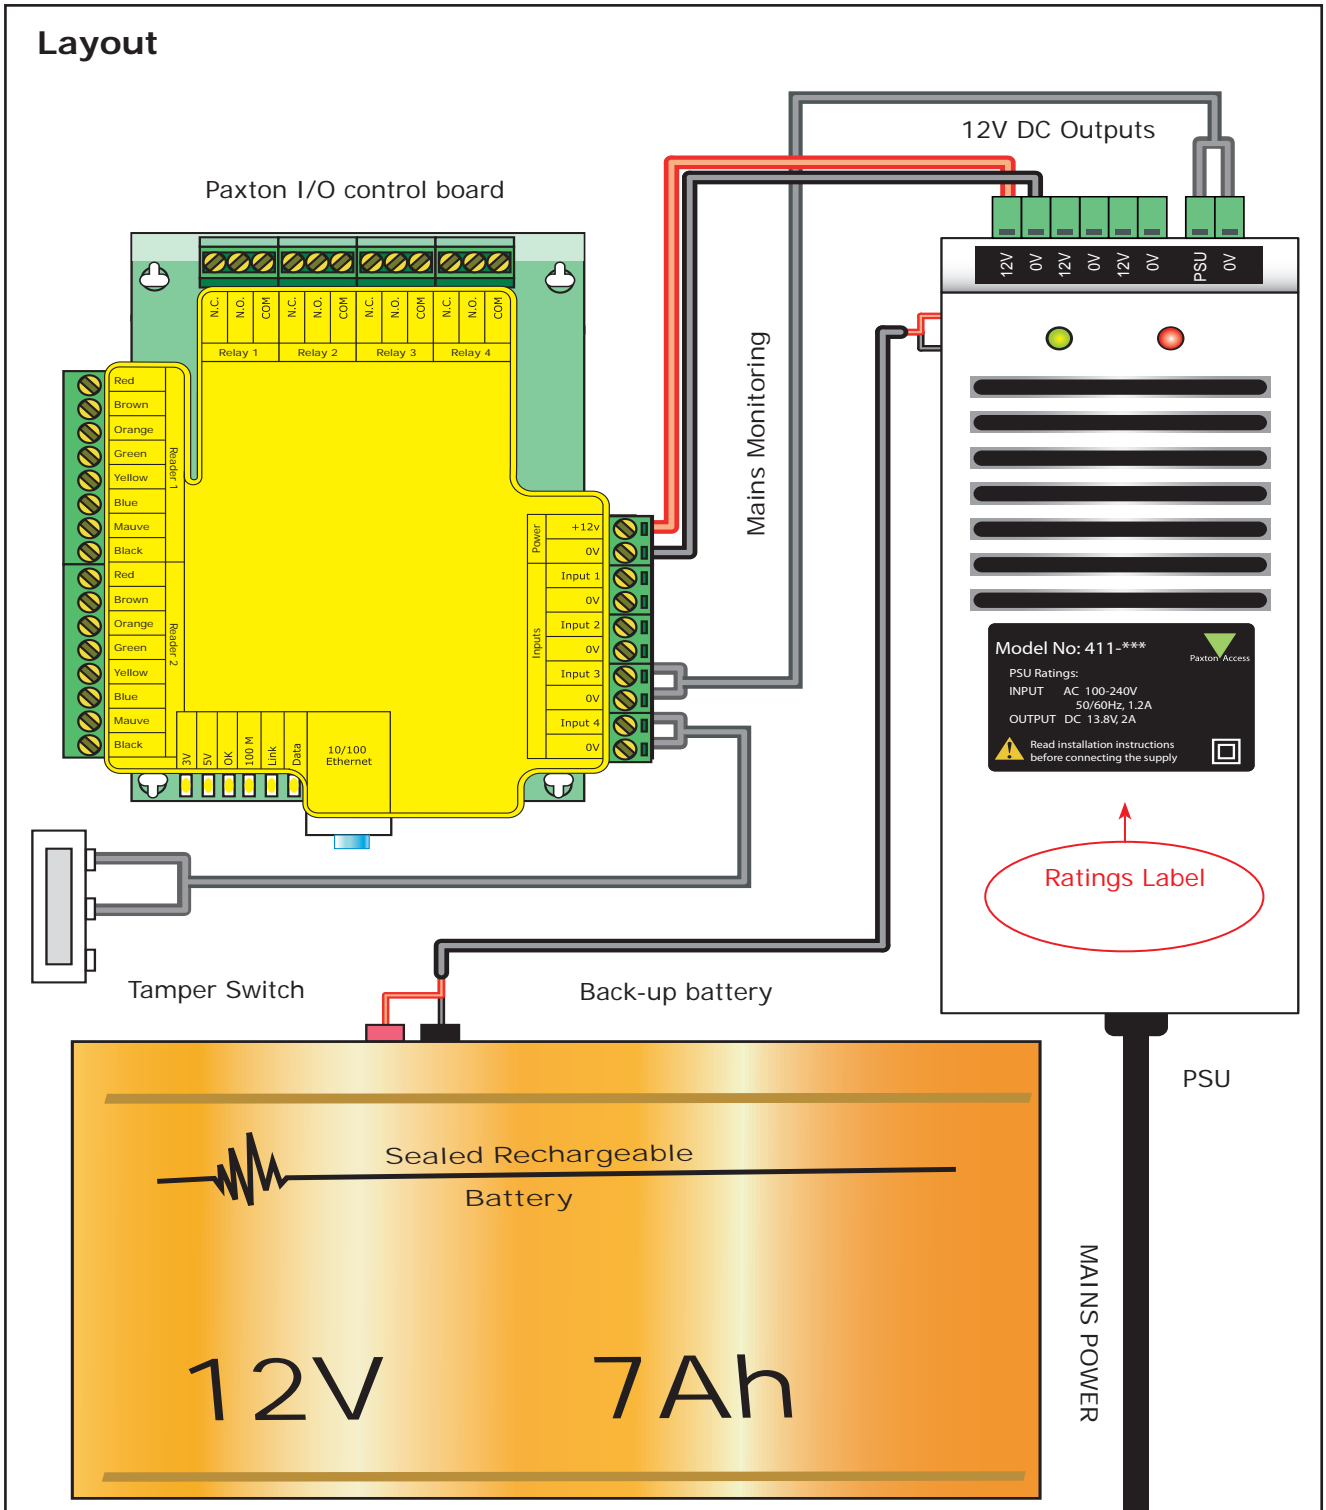 Layout
12V DC Outputs
Paxton I/O control board
12V
0V
12V
0V
12V
0V
PSU
0V
N.C.
N.O.
COM
N.C.
N.O.
COM
N.C.
N.O.
COM
N.C.
N.O.
COM
Relay 1
Relay 2
Relay 3
Relay 4
Mains Monitoring
Red
Brown
Orange
Green
Yellow
Blue
Mauve
Black
Reader 1
Red
Brown
Orange
Green
Yellow
Blue
Mauve
Black
Reader 2
Power
+12v
0V
Inputs
Input 1
0V
Input 2
0V
Input 3
0V
Input 4
0V
3V
5V
OK
100 M
Link
Data
10/100
Ethernet
Model No: 411-***
Paxton Access
PSU Ratings:
INPUT AC 100-240V
50/60Hz, 1.2A
OUTPUT DC 13.8V, 2A
Read installation instructions
before connecting the supply
Ratings Label
Tamper Switch
Back-up battery
PSU
Sealed Rechargeable
Battery
MAINS POWER
12V 7Ah